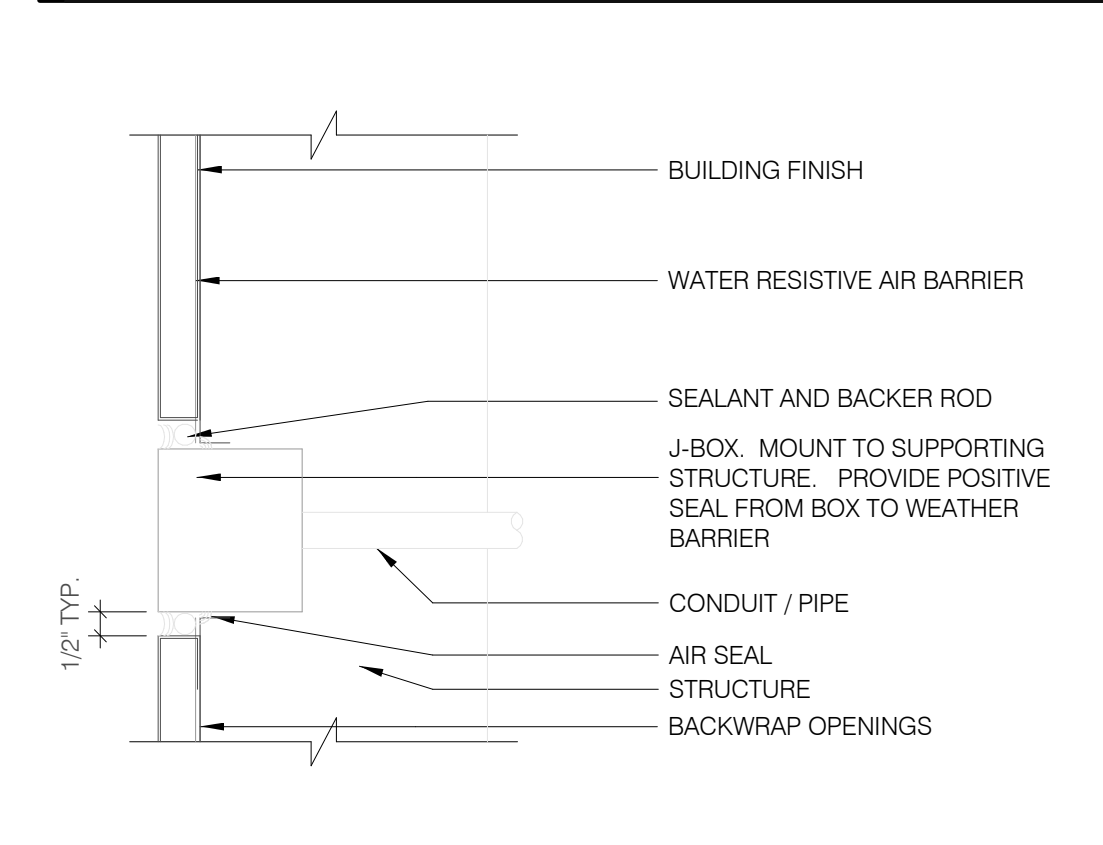 BUILDING FINISH
WATER RESISTIVE AIR BARRIER
SEALANT AND BACKER ROD
J-BOX. MOUNT TO SUPPORTING
STRUCTURE. PROVIDE POSITIVE
SEAL FROM BOX TO WEATHER
BARRIER
CONDUIT / PIPE
1/2" TYP.
AIR SEAL
STRUCTURE
BACKWRAP OPENINGS